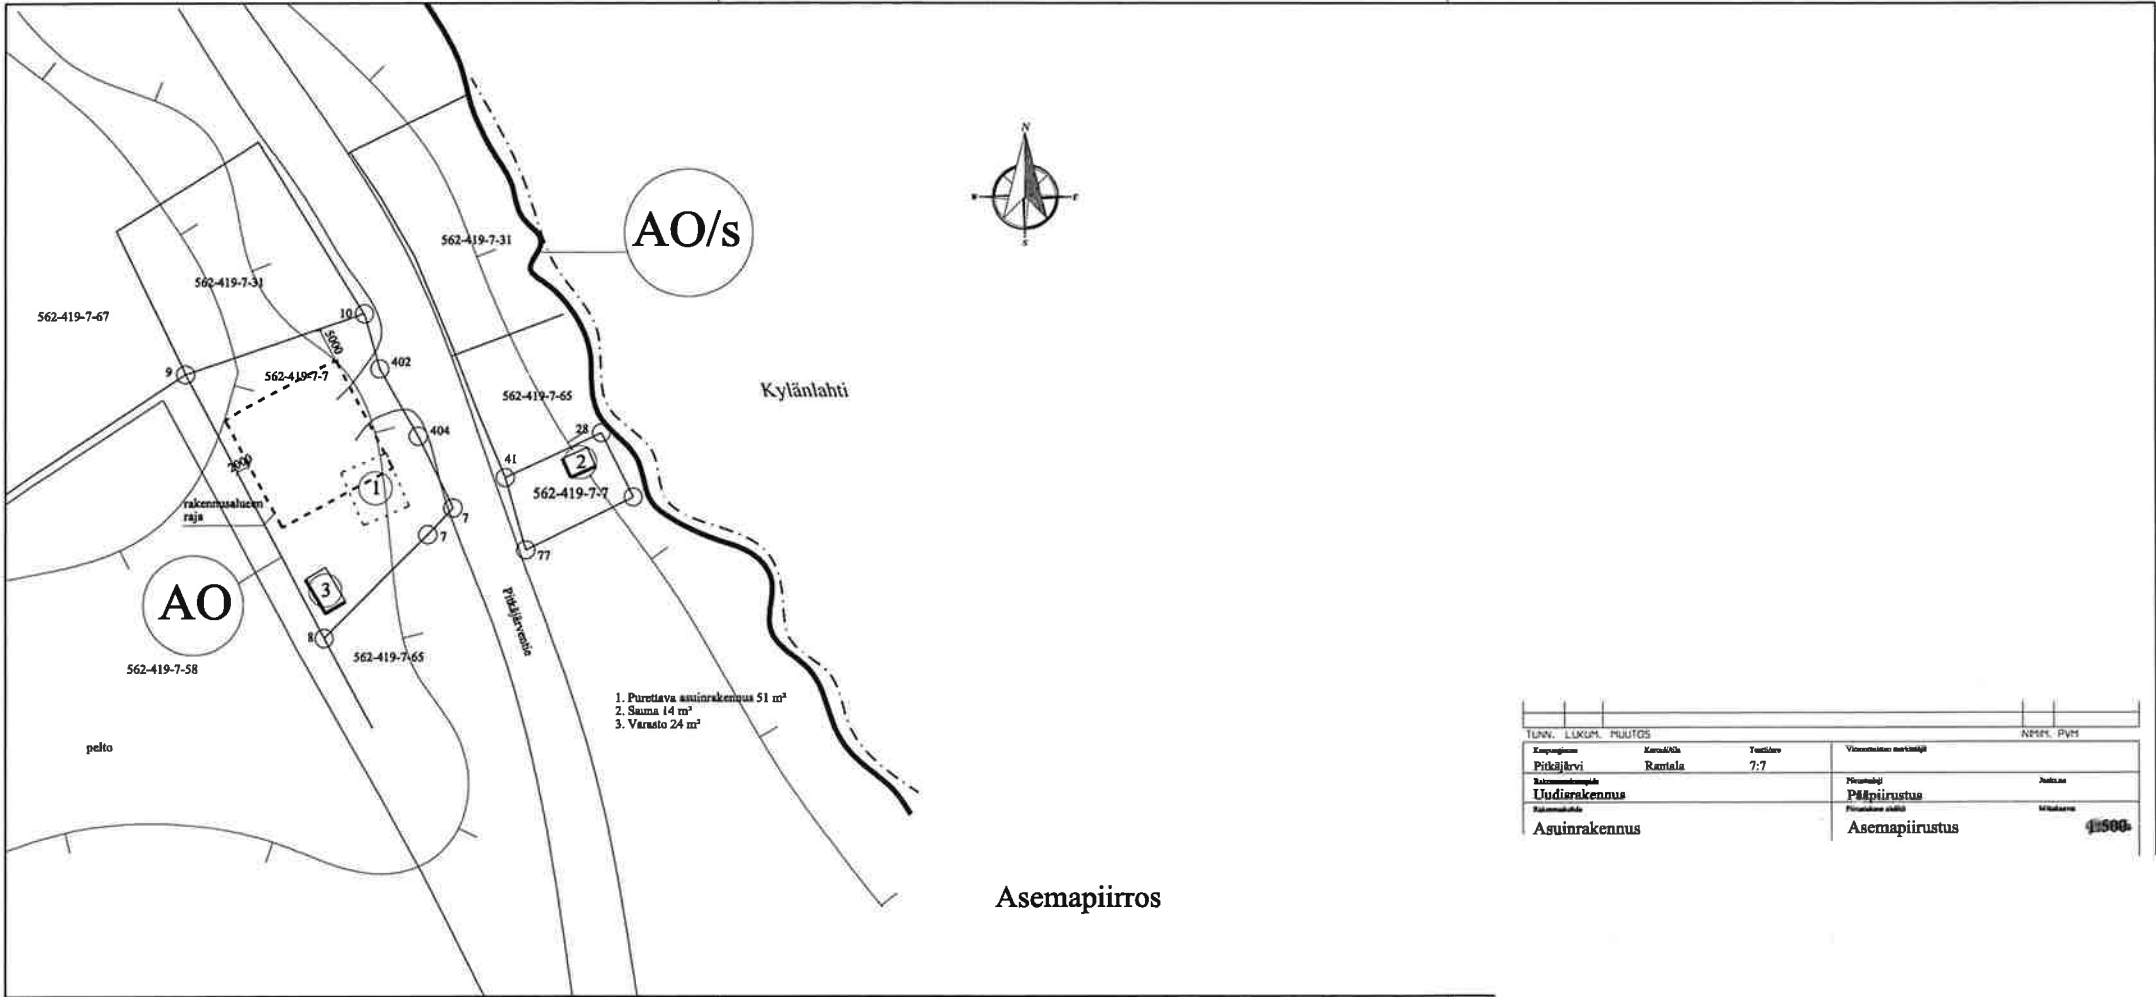 N
W
E
S
AO/s
562-419-7-31
562-419-7-31
562-419-7-67
10
5000
402
9
562-419-7-7
Kylänlahti
562-419-7-65
28
404
41
2
2000
1
562-419-7-7
rakennusalueen
raja
7
7
77
3
AO
Pitkäjärventie
8
562-419-7-65
562-419-7-58
1. Purettava asuinrakennus 51 m²
2. Sauna 14 m²
3. Varasto 24 m²
pelto
TUNN. LUKUM. MUUTOS NIMIM. PVM
Pitkäjärvi Rantala 7:7
Uudisrakennus Pääpiirustus
Asuinrakennus Asemapiirustus 1:500
Asemapiirros